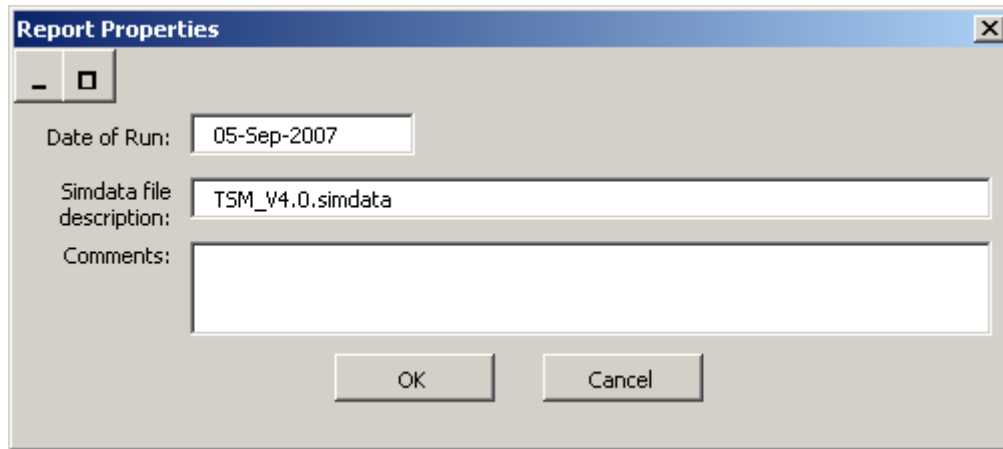 Report Properties
Date of Run: 05-Sep-2007
Simdata file
description: TSM_V4.0.simdata
Comments:
OK Cancel